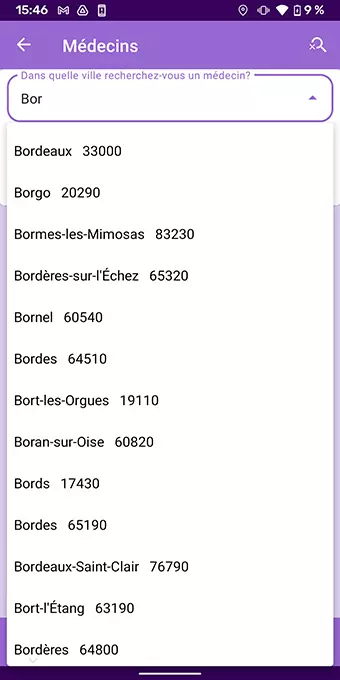 15:46 9 %
Médecins
Dans quelle ville recherchez-vous un médecin?
Bor
Bordeaux 33000
Borgo 20290
Bormes-les-Mimosas 83230
Bordères-sur-l'Échez 65320
Bornel 60540
Bordes 64510
Bort-les-Orgues 19110
Boran-sur-Oise 60820
Bords 17430
Bordes 65190
Bordeaux-Saint-Clair 76790
Bort-l'Étang 63190
Bordères 64800